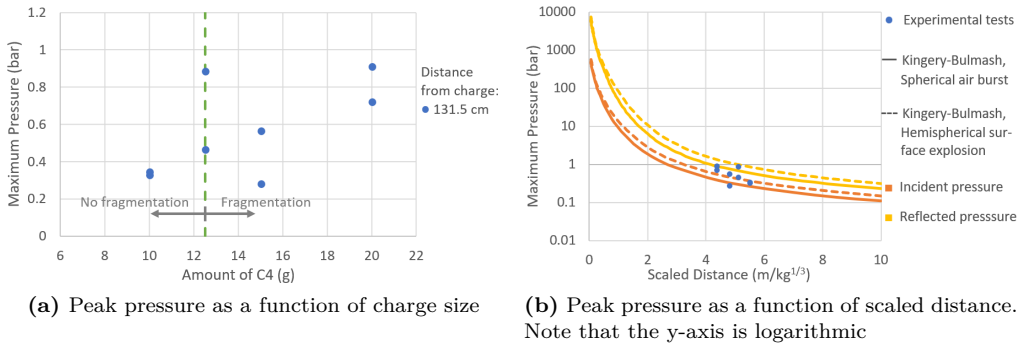 Maximum Pressure (bar)
1.2
1
0.8
0.6
0.4
0.2
0
6
8
10
12
14
16
18
20
22
Amount of C4 (g)
No fragmentation
Fragmentation
Distance
from charge:
131.5 cm
(a) Peak pressure as a function of charge size
Maximum Pressure (bar)
10000
1000
100
10
1
0.1
0.01
0
2
4
6
8
10
Scaled Distance (m/kg^1/3)
Experimental tests
Kingery-Bulmash,
Spherical air burst
Kingery-Bulmash,
Hemispherical sur-
face explosion
Incident pressure
Reflected presssure
(b) Peak pressure as a function of scaled distance.
Note that the y-axis is logarithmic